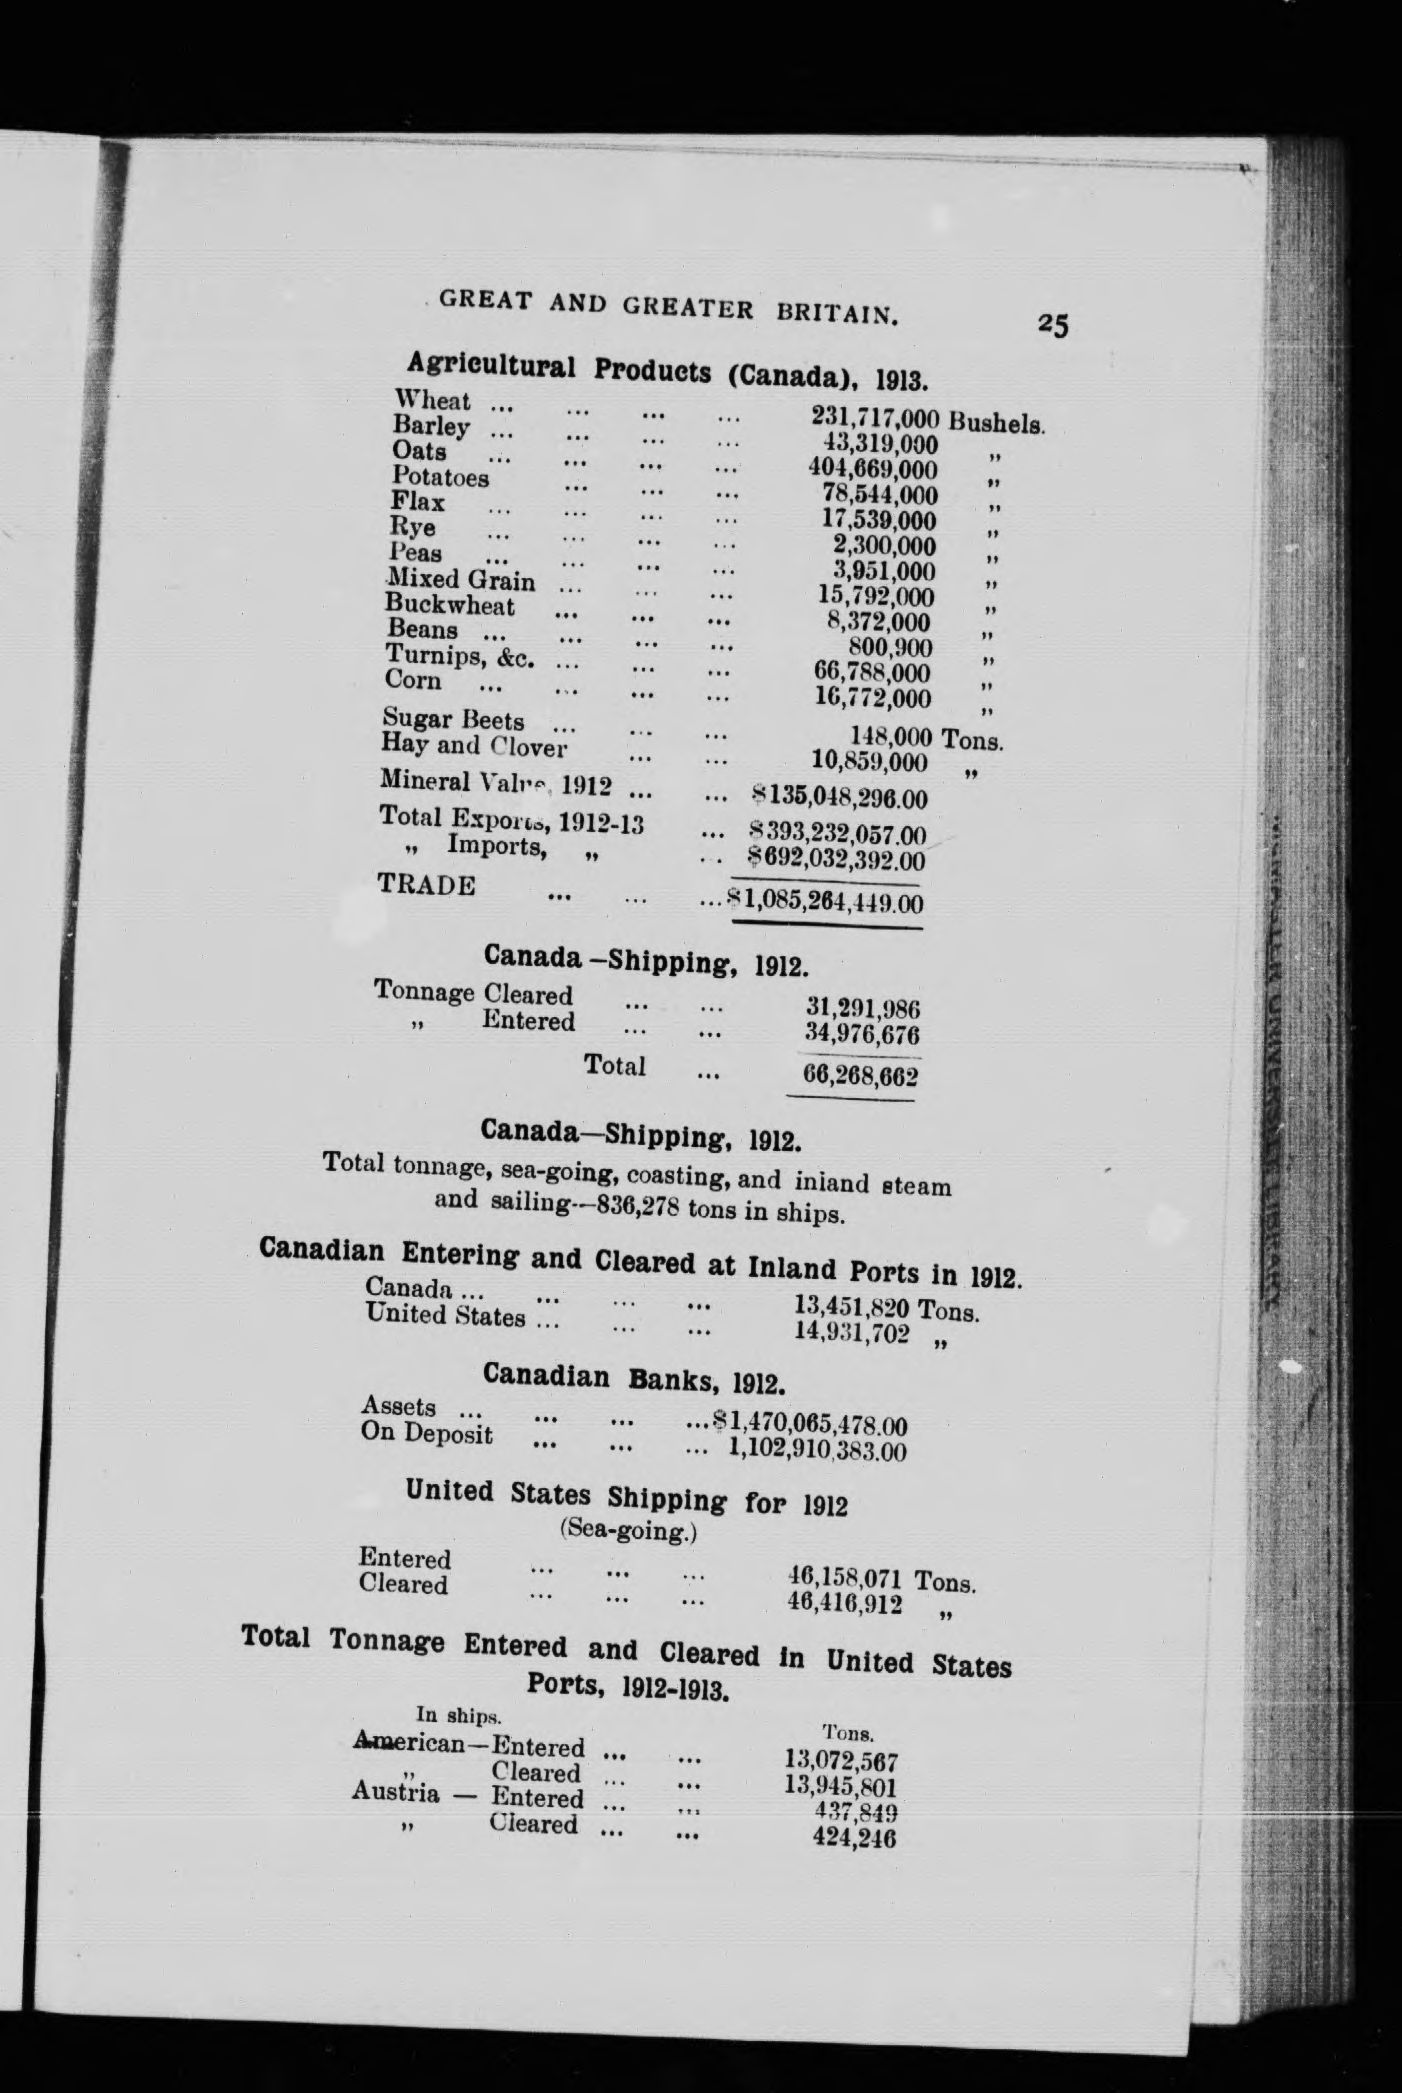 GREAT AND GREATER BRITAIN. 25
Agricultural Products (Canada), 1913.
Wheat ... ... ... ... 231,717,000 Bushels.
Barley ... ... ... ... 43,319,000 „
Oats ... ... ... ... 404,669,000 „
Potatoes ... ... ... 78,544,000 „
Flax ... ... ... ... 17,539,000 „
Rye ... ... ... ... 2,300,000 „
Peas ... ... ... ... 3,951,000 „
Mixed Grain ... ... ... 15,792,000 „
Buckwheat ... ... ... 8,372,000 „
Beans ... ... ... ... 800,900 „
Turnips, &c. ... ... ... 66,788,000 „
Corn ... ... ... ... 16,772,000 „
Sugar Beets ... ... ... 148,000 Tons.
Hay and Clover ... ... 10,859,000 „
Mineral Value, 1912 ... ... $135,048,296.00
Total Exports, 1912-13 ... $393,232,057.00
„ Imports, „ ... $692,032,392.00
TRADE ... ... ... $1,085,264,449.00
Canada—Shipping, 1912.
Tonnage Cleared ... ... 31,291,986
„ Entered ... ... 34,976,676
Total ... 66,268,662
Canada—Shipping, 1912.
Total tonnage, sea-going, coasting, and inland steam
and sailing—836,278 tons in ships.
Canadian Entering and Cleared at Inland Ports in 1912.
Canada ... ... ... ... 13,451,820 Tons.
United States ... ... ... 14,931,702 „
Canadian Banks, 1912.
Assets ... ... ... ... $1,470,065,478.00
On Deposit ... ... ... 1,102,910,383.00
United States Shipping for 1912
(Sea-going.)
Entered ... ... ... 46,158,071 Tons.
Cleared ... ... ... 46,416,912 „
Total Tonnage Entered and Cleared in United States
Ports, 1912-1913.
In ships. Tons.
American—Entered ... ... 13,072,567
„ Cleared ... ... 13,945,801
Austria — Entered ... ... 437,849
„ Cleared ... ... 424,246